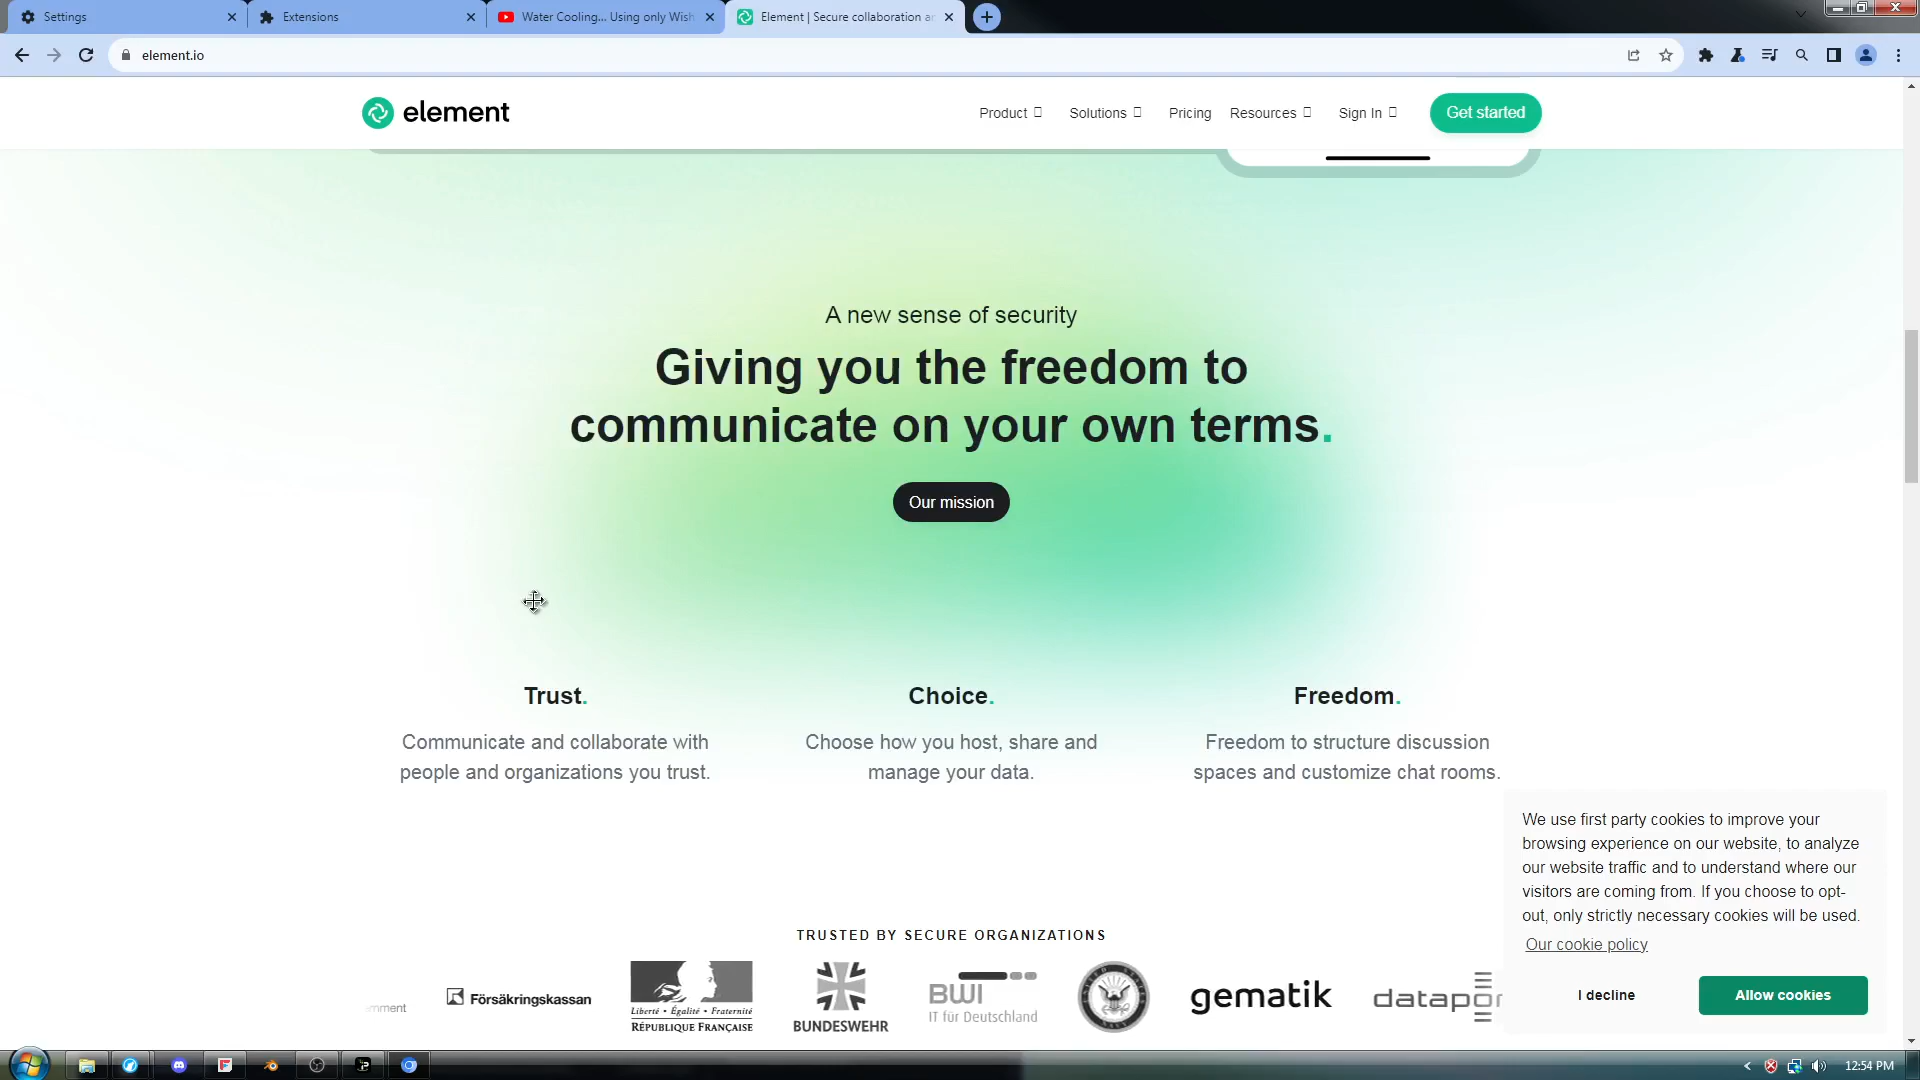 Settings
Extensions
Water Cooling... Using only Wish
Element | Secure collaboration a
element.io
element
Product
Solutions
Pricing
Resources
Sign In
Get started
A new sense of security
Giving you the freedom to
communicate on your own terms.
Our mission
Trust.
Communicate and collaborate with
people and organizations you trust.
Choice.
Choose how you host, share and
manage your data.
Freedom.
Freedom to structure discussion
spaces and customize chat rooms.
We use first party cookies to improve your
browsing experience on our website, to analyze
our website traffic and to understand where our
visitors are coming from. If you choose to opt-
out, only strictly necessary cookies will be used.
Our cookie policy
I decline
Allow cookies
TRUSTED BY SECURE ORGANIZATIONS
Försäkringskassan
Liberté • Égalité • Fraternité
RÉPUBLIQUE FRANÇAISE
BUNDESWEHR
BWI
IT für Deutschland
gematik
datapor
12:54 PM